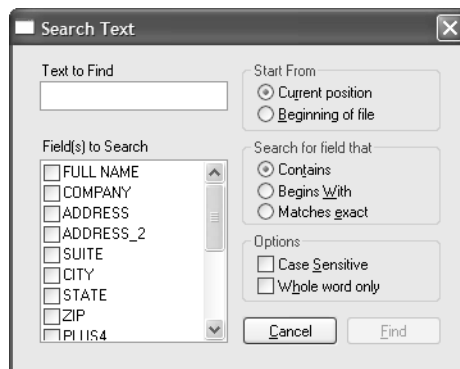 Search Text
Text to Find
Field(s) to Search
FULL NAME
COMPANY
ADDRESS
ADDRESS_2
SUITE
CITY
STATE
ZIP
PLUS4
Start From
Current position
Beginning of file
Search for field that
Contains
Begins With
Matches exact
Options
Case Sensitive
Whole word only
Cancel
Find